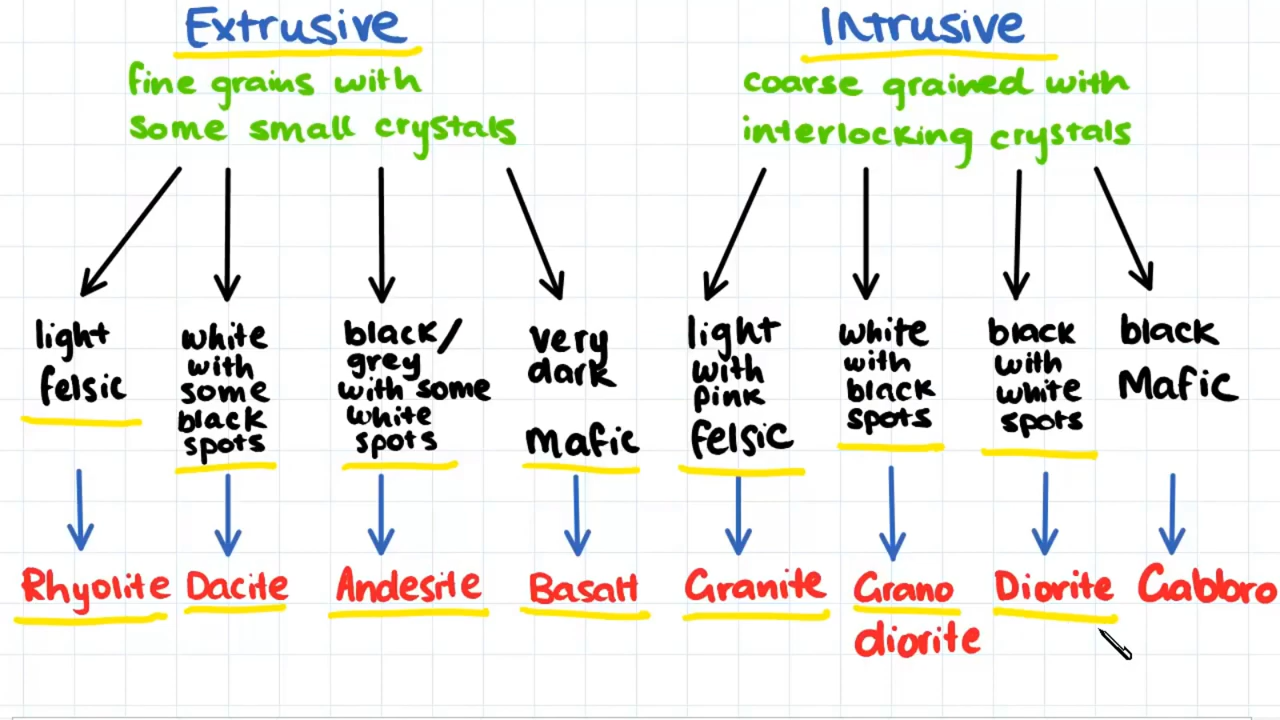 Extrusive
fine grains with
some small crystals
light
felsic
white
with
some
black
spots
black/
grey
with some
white
spots
very
dark
mafic
Rhyolite
Dacite
Andesite
Basalt
Intrusive
coarse grained with
interlocking crystals
light
with
pink
felsic
white
with
black
spots
black
with
white
spots
black
Mafic
Granite
Grano
diorite
Diorite
Gabbro